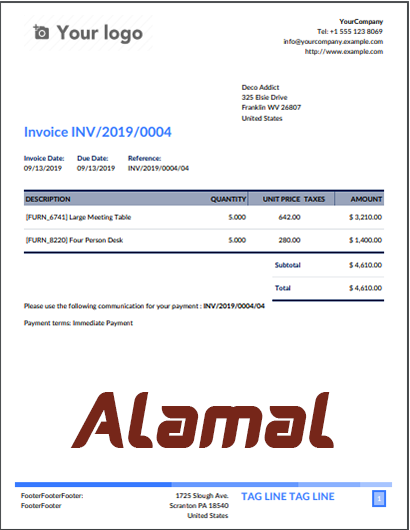 Your logo
YourCompany
Tel: +1 555 123 8069
info@yourcompany.example.com
http://www.example.com
Deco Addict
325 Elsie Drive
Franklin WV 26807
United States
Invoice INV/2019/0004
Invoice Date: Due Date: Reference:
09/13/2019 09/13/2019 INV/2019/0004/04
DESCRIPTION QUANTITY UNIT PRICE TAXES AMOUNT
[FURN_6741] Large Meeting Table 5.000 642.00 $ 3,210.00
[FURN_8220] Four Person Desk 5.000 280.00 $ 1,400.00
Subtotal $ 4,610.00
Total $ 4,610.00
Please use the following communication for your payment : INV/2019/0004/04
Payment terms: Immediate Payment
Alamal
FooterFooterFooter:
FooterFooter
1725 Slough Ave.
Scranton PA 18540
United States
TAG LINE TAG LINE
1